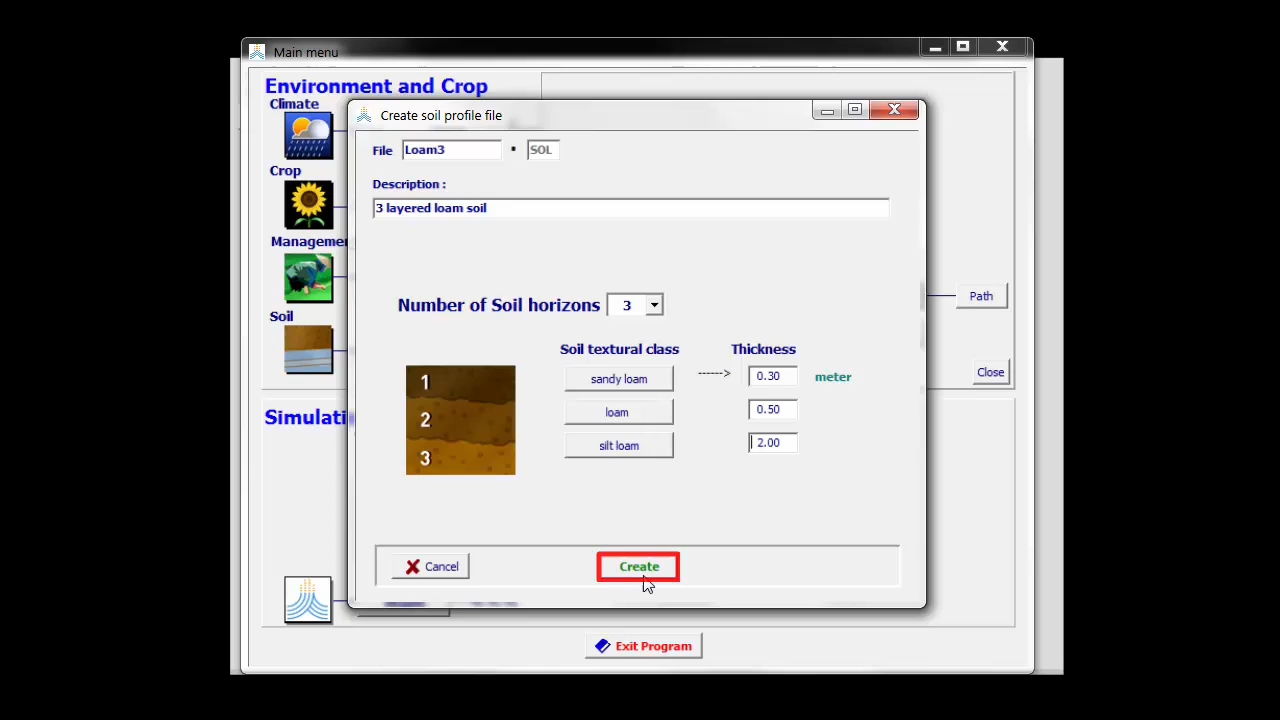 Main menu
Environment and Crop
Climate
Crop
Managemen
Soil
Path
Close
Simulati
Exit Program
Create soil profile file
File Loam3 . SOL
Description :
3 layered loam soil
Number of Soil horizons 3
Soil textural class Thickness
1 sandy loam ------> 0.30 meter
2 loam 0.50
3 silt loam 2.00
Cancel Create